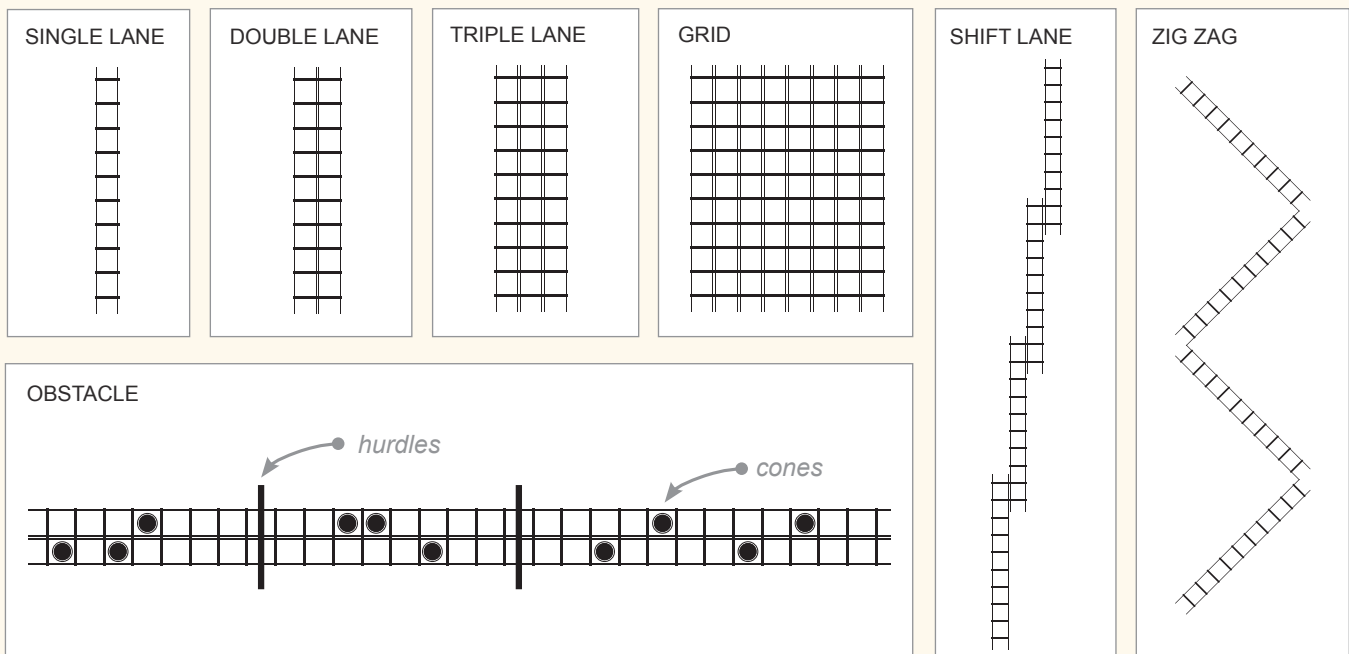 SINGLE LANE
DOUBLE LANE
TRIPLE LANE
GRID
SHIFT LANE
ZIG ZAG
OBSTACLE
hurdles
cones